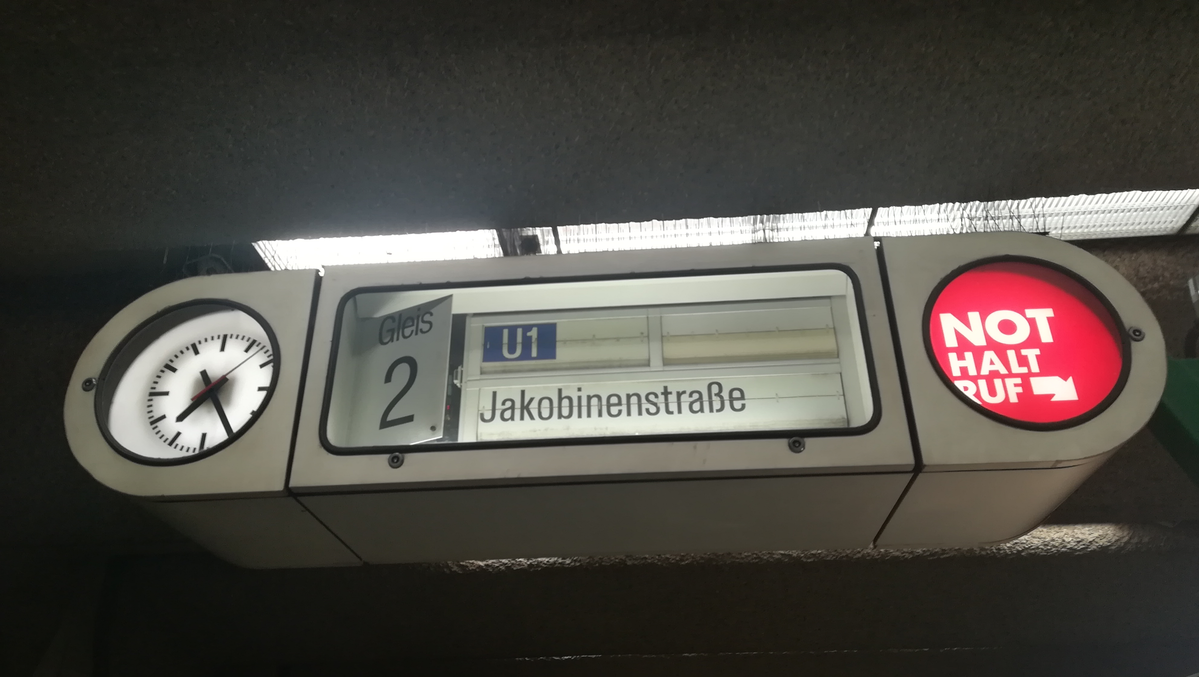 Gleis
2
U1
Jakobinenstraße
NOT
HALT
RUF